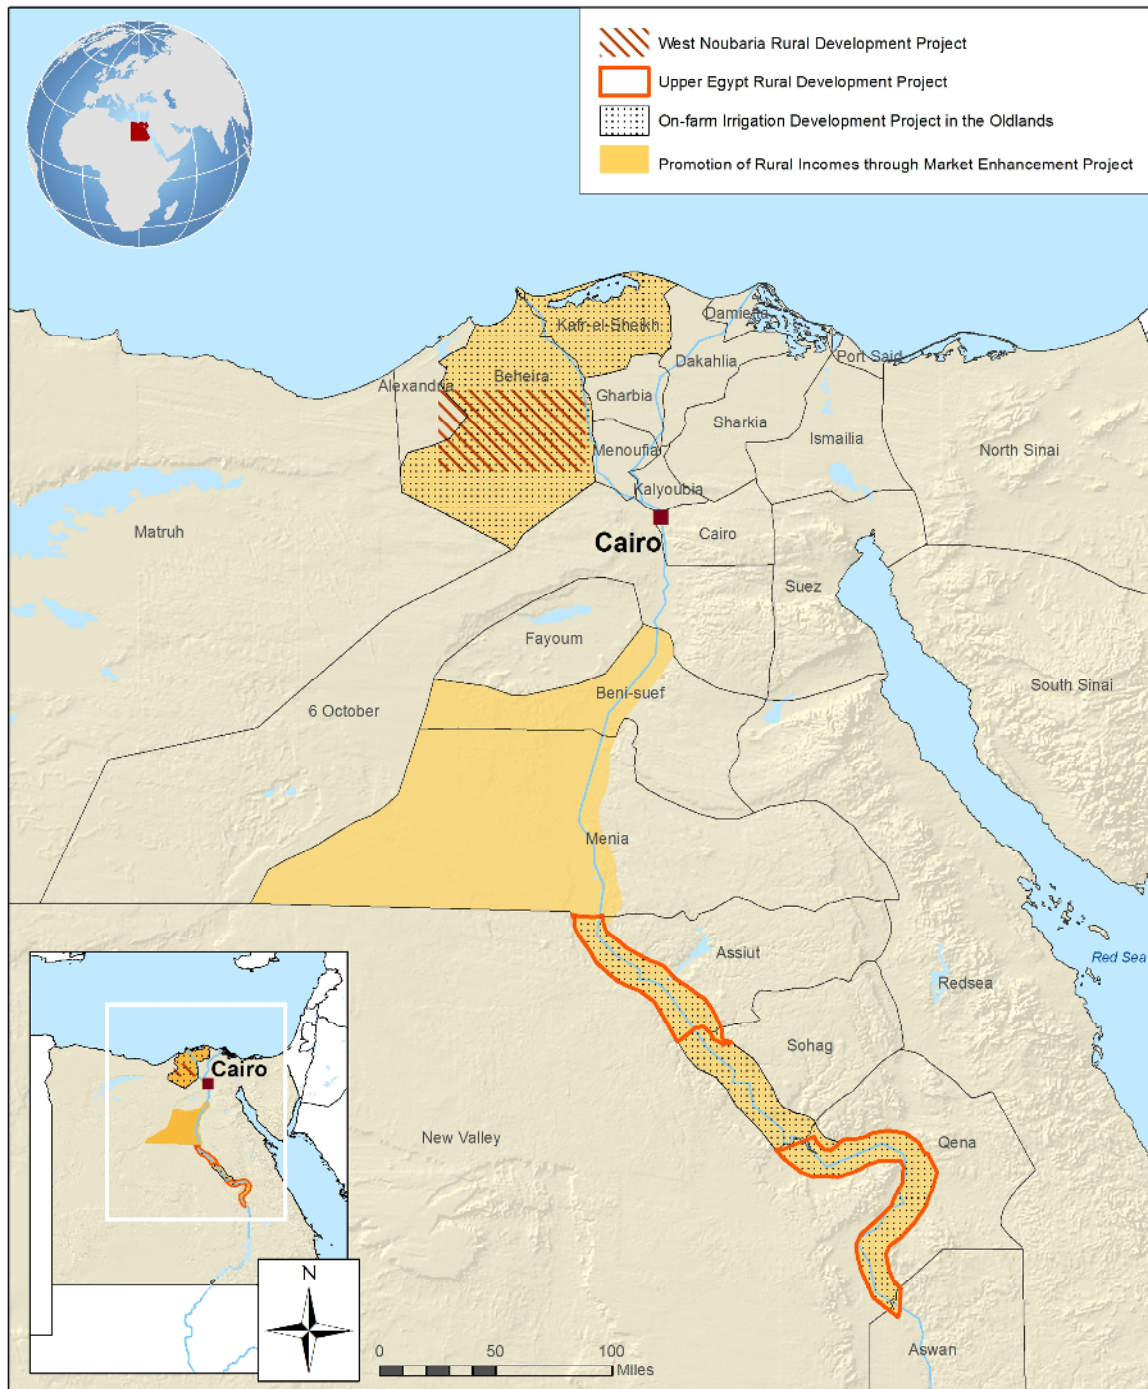 West Noubaria Rural Development Project
Upper Egypt Rural Development Project
On-farm Irrigation Development Project in the Oldlands
Promotion of Rural Incomes through Market Enhancement Project
Damietta
Kafr-el-Sheikh
Dakahlia
Port Said
Alexandria
Beheira
Gharbia
Sharkia
Ismailia
North Sinai
Menoufia
Kalyoubia
Matruh
Cairo
Cairo
Suez
Fayoum
South Sinai
Beni-suef
6 October
Menia
Assiut
Red Sea
Redsea
Sohag
Cairo
New Valley
Qena
N
Aswan
0 50 100
Miles